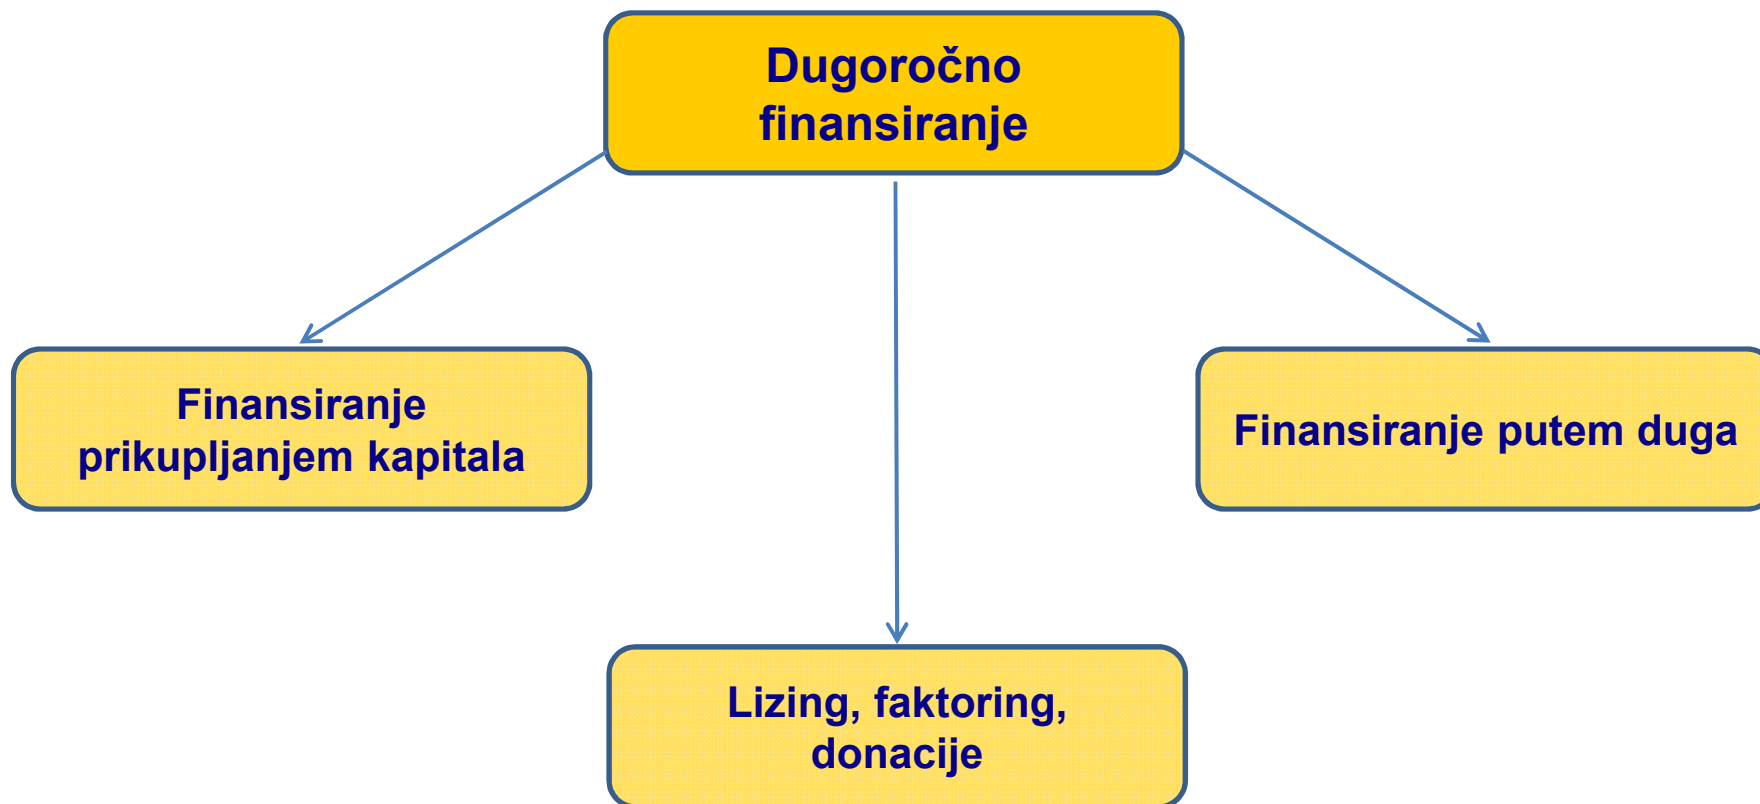 Dugoročno
finansiranje
Finansiranje
prikupljanjem kapitala
Finansiranje putem duga
Lizing, faktoring,
donacije